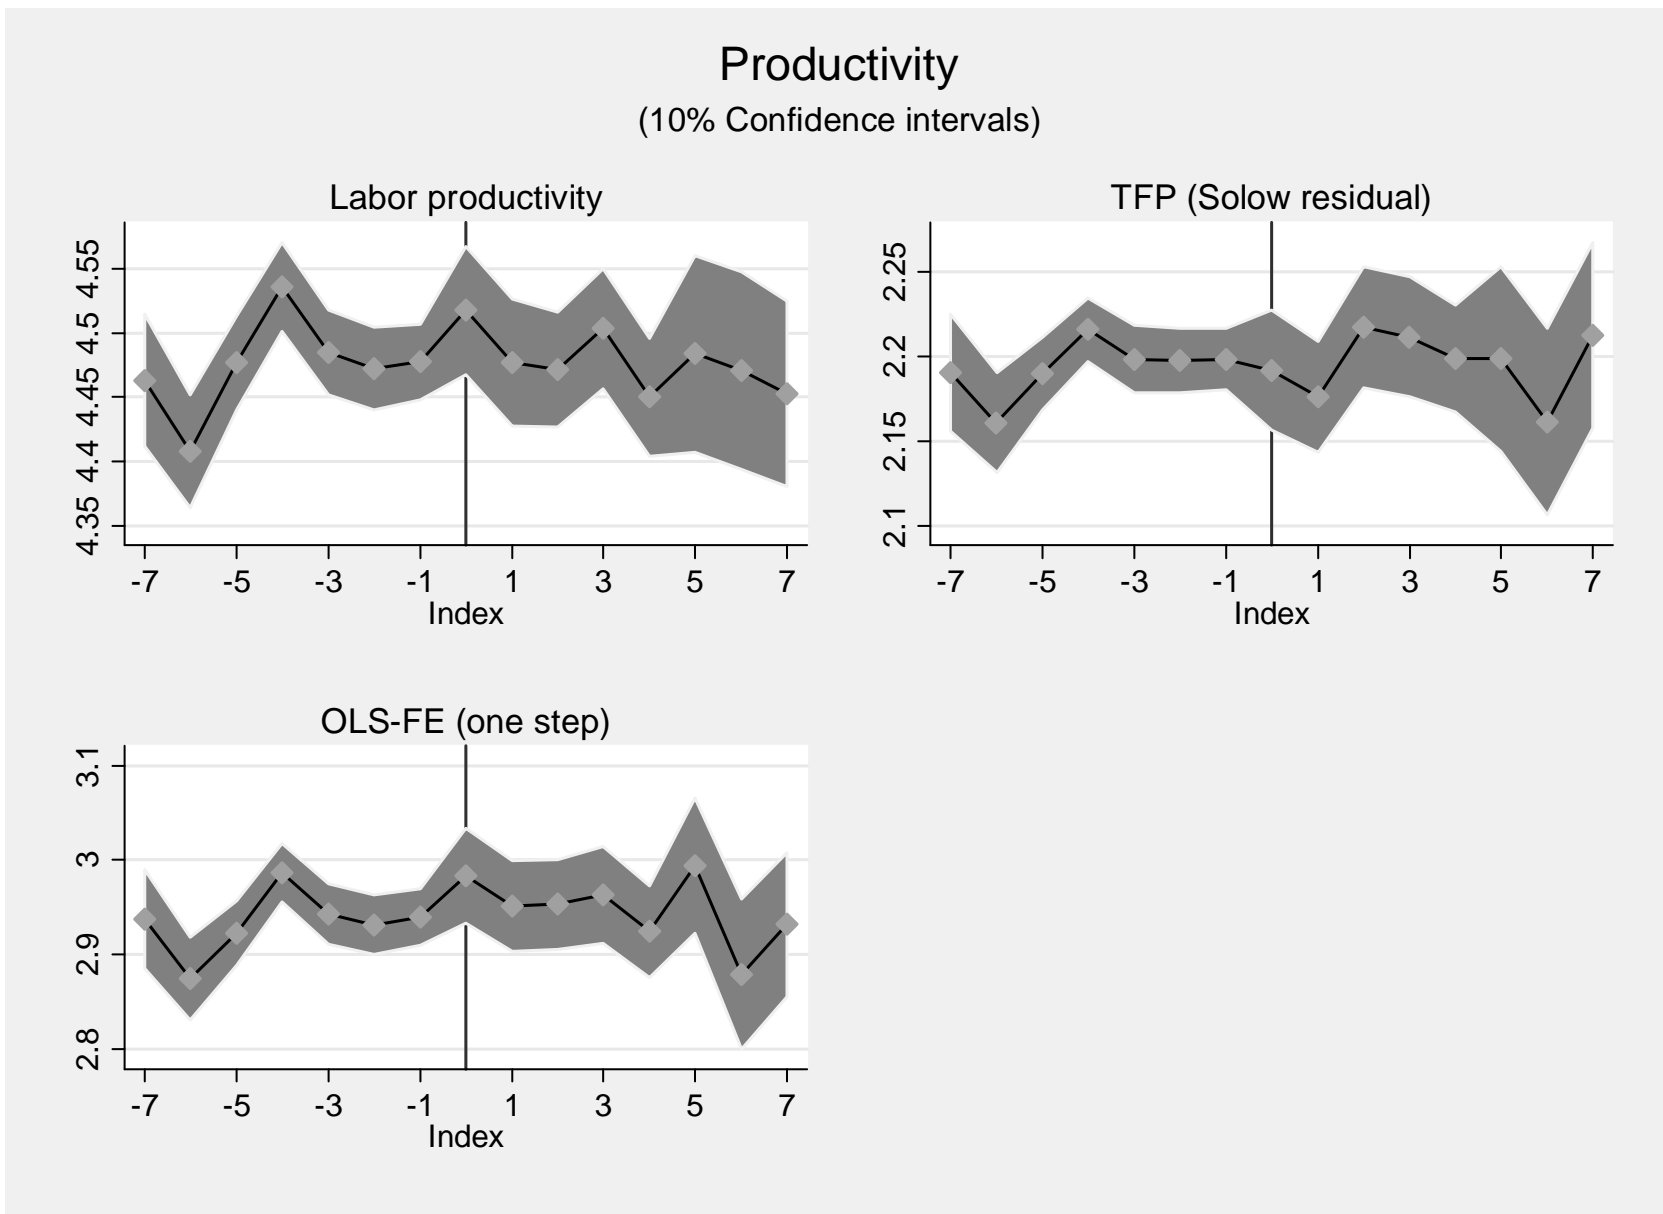 Productivity
(10% Confidence intervals)
Labor productivity
4.55
4.5
4.45
4.4
4.35
-7 -5 -3 -1 1 3 5 7
Index
TFP (Solow residual)
2.25
2.2
2.15
2.1
-7 -5 -3 -1 1 3 5 7
Index
OLS-FE (one step)
3.1
3
2.9
2.8
-7 -5 -3 -1 1 3 5 7
Index